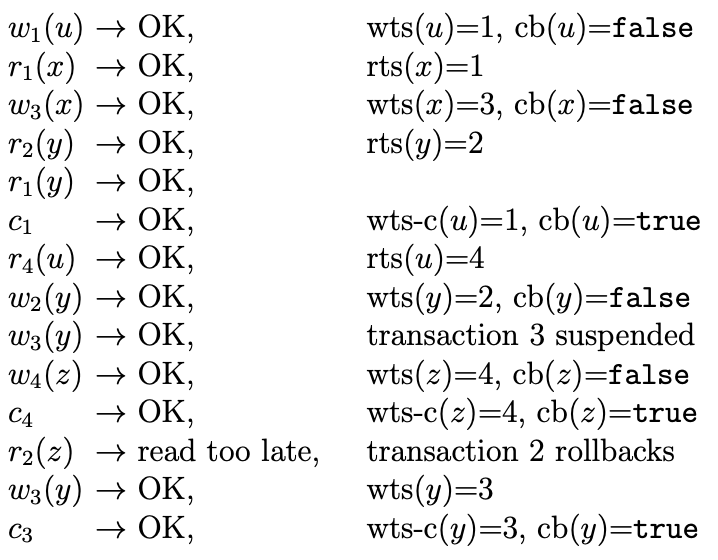 w₁(u) → OK, wts(u)=1, cb(u)=false
r₁(x) → OK, rts(x)=1
w₃(x) → OK, wts(x)=3, cb(x)=false
r₂(y) → OK, rts(y)=2
r₁(y) → OK,
c₁ → OK, wts-c(u)=1, cb(u)=true
r₄(u) → OK, rts(u)=4
w₂(y) → OK, wts(y)=2, cb(y)=false
w₃(y) → OK, transaction 3 suspended
w₄(z) → OK, wts(z)=4, cb(z)=false
c₄ → OK, wts-c(z)=4, cb(z)=true
r₂(z) → read too late, transaction 2 rollbacks
w₃(y) → OK, wts(y)=3
c₃ → OK, wts-c(y)=3, cb(y)=true